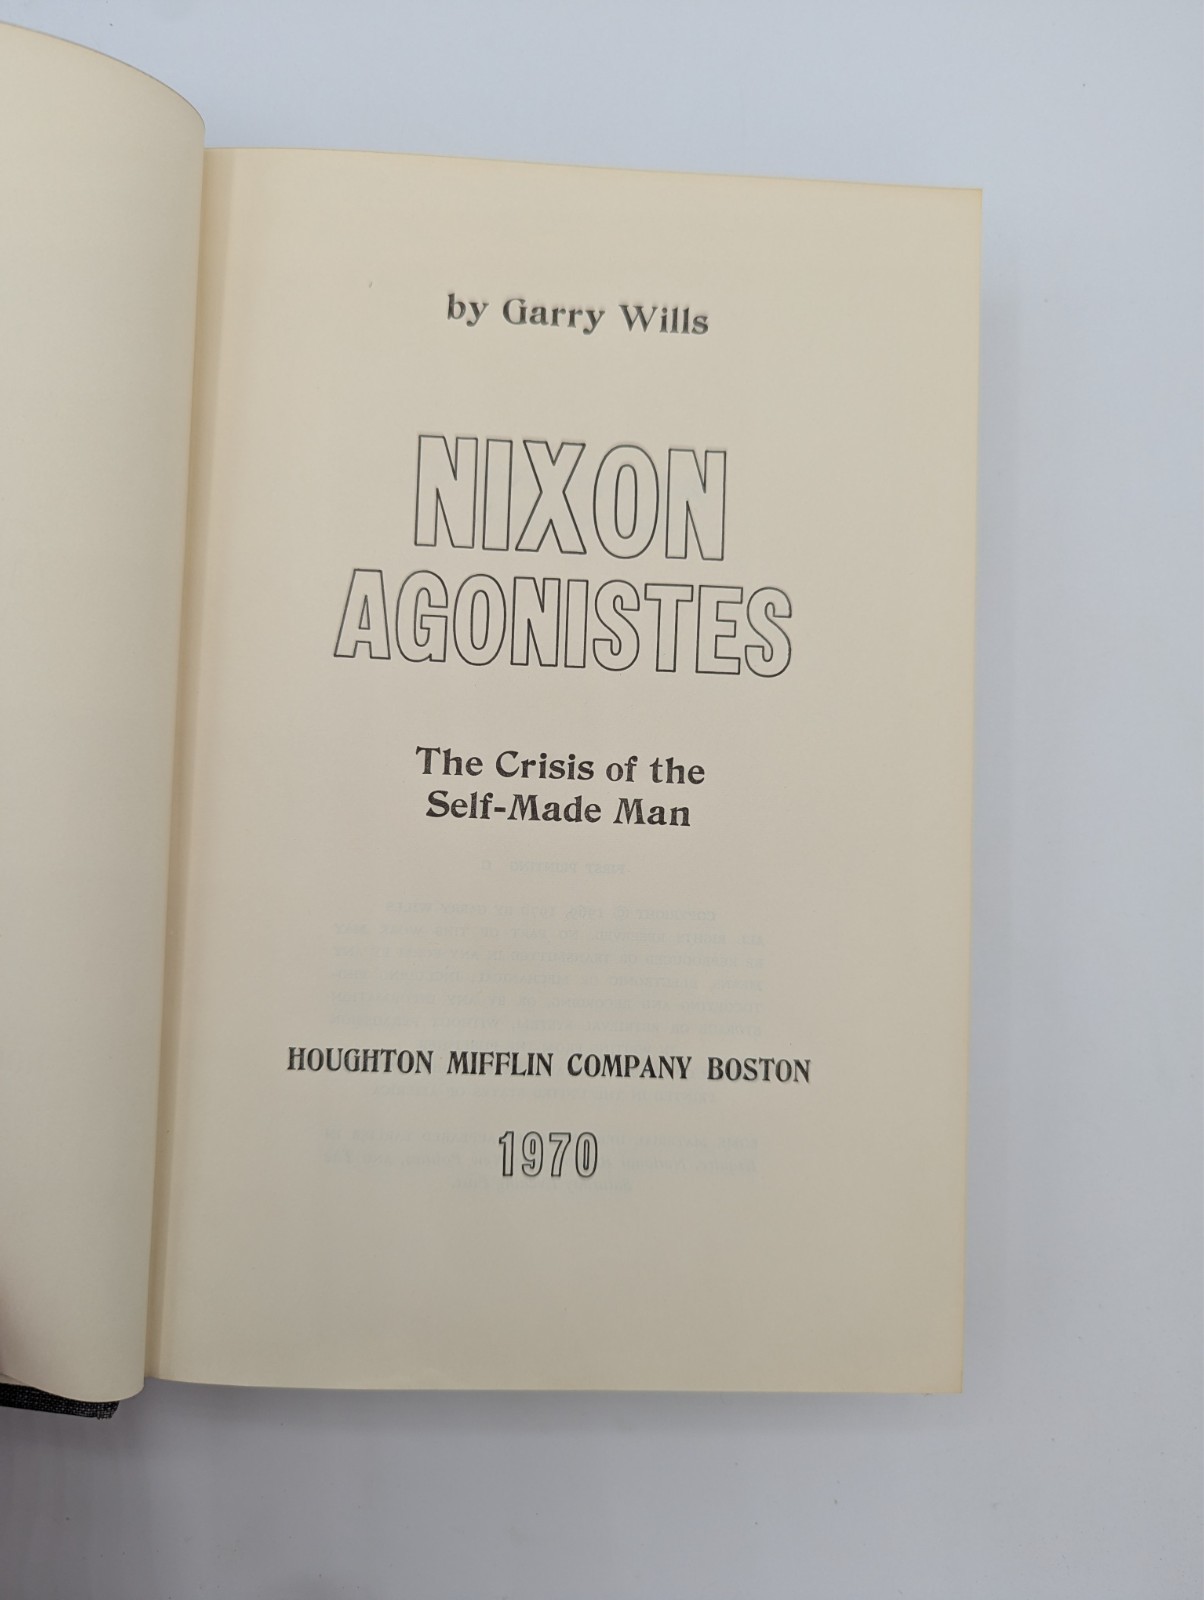 by Garry Wills
NIXON
AGONISTES
The Crisis of the
Self-Made Man
HOUGHTON MIFFLIN COMPANY BOSTON
1970